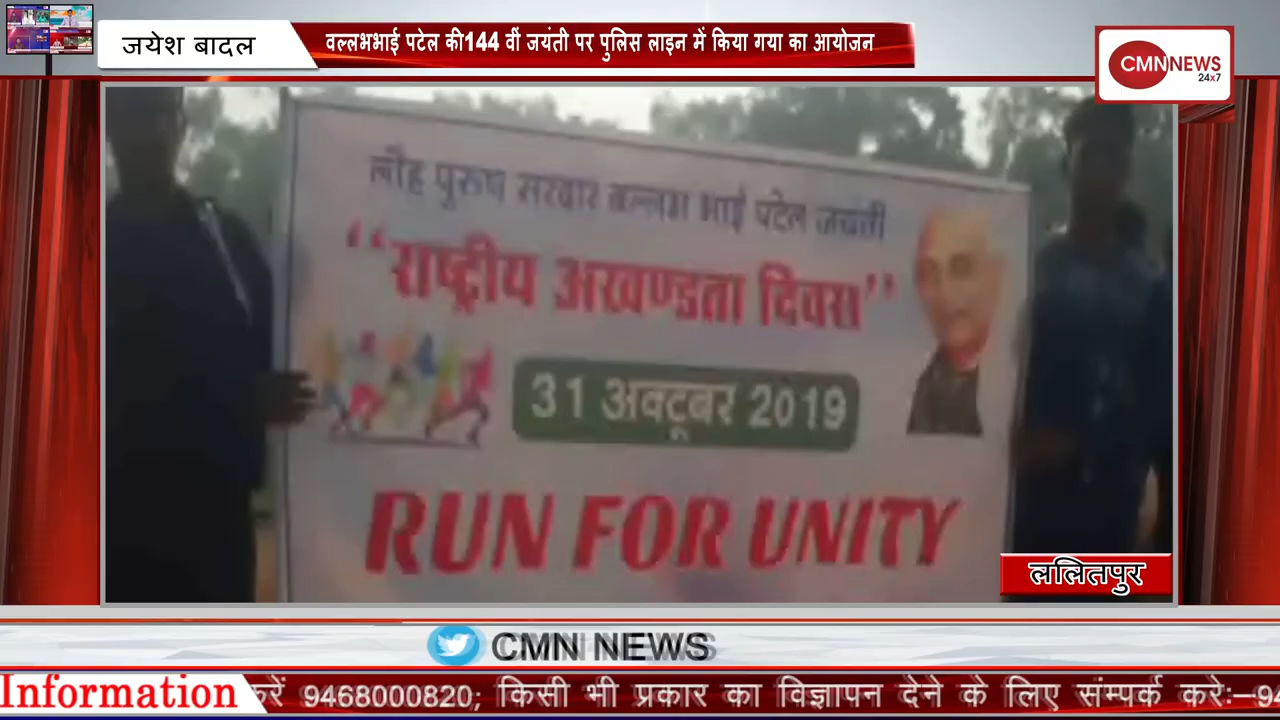 जयेश बादल
वल्लभभाई पटेल की144 वीं जयंती पर पुलिस लाइन में किया गया का आयोजन
CMNNEWS
24x7
लौह पुरुष सरदार बल्लभ भाई पटेल जयंती
“राष्ट्रीय अखण्डता दिवस”
31 अक्टूबर 2019
RUN FOR UNITY
ललितपुर
CMN NEWS
Information
करें 9468000820; किसी भी प्रकार का विज्ञापन देने के लिए संम्पर्क करे:–94